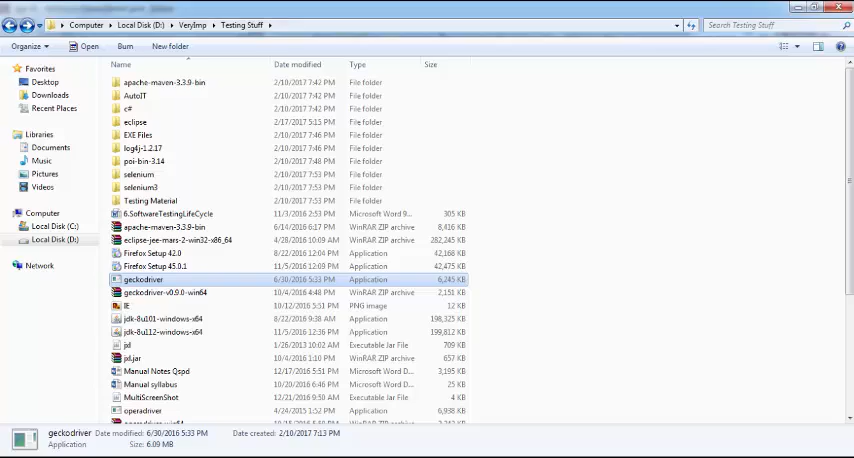 Computer ▸ Local Disk (D:) ▸ VeryImp ▸ Testing Stuff ▸ Search Testing Stuff
Organize Open Burn New folder
Name Date modified Type Size
Favorites
Desktop
Downloads
Recent Places
Libraries
Documents
Music
Pictures
Videos
Computer
Local Disk (C:)
Local Disk (D:)
Network
apache-maven-3.3.9-bin 2/10/2017 7:42 PM File folder
AutoIT 2/10/2017 7:42 PM File folder
c# 2/10/2017 7:42 PM File folder
eclipse 2/17/2017 5:15 PM File folder
EXE Files 2/10/2017 7:46 PM File folder
log4j-1.2.17 2/10/2017 7:46 PM File folder
poi-bin-3.14 2/10/2017 7:48 PM File folder
selenium 2/10/2017 7:53 PM File folder
selenium3 2/10/2017 7:53 PM File folder
Testing Material 2/10/2017 7:53 PM File folder
6.SoftwareTestingLifeCycle 11/3/2016 2:53 PM Microsoft Word 9... 305 KB
apache-maven-3.3.9-bin 6/14/2016 6:17 PM WinRAR ZIP archive 8,416 KB
eclipse-jee-mars-2-win32-x86_64 4/28/2016 10:09 AM WinRAR ZIP archive 282,245 KB
Firefox Setup 42.0 8/22/2016 12:04 PM Application 42,168 KB
Firefox Setup 45.0.1 11/5/2016 12:09 PM Application 42,475 KB
geckodriver 6/30/2016 5:33 PM Application 6,245 KB
geckodriver-v0.9.0-win64 10/4/2016 4:48 PM WinRAR ZIP archive 2,151 KB
IE 10/12/2016 5:51 PM PNG image 12 KB
jdk-8u101-windows-x64 8/22/2016 9:38 AM Application 198,325 KB
jdk-8u112-windows-x64 11/5/2016 12:36 PM Application 199,812 KB
jxl 1/26/2013 10:02 AM Executable Jar File 709 KB
jxl.jar 10/4/2016 1:10 PM WinRAR ZIP archive 657 KB
Manual Notes Qspd 12/17/2016 5:51 PM Microsoft Word D... 3,195 KB
Manual syllabus 10/20/2016 6:46 PM Microsoft Word D... 25 KB
MultiScreenShot 12/21/2016 9:50 AM Executable Jar File 4 KB
operadriver 4/24/2015 1:52 PM Application 6,938 KB
geckodriver Date modified: 6/30/2016 5:33 PM Date created: 2/10/2017 7:13 PM
Application Size: 6.09 MB